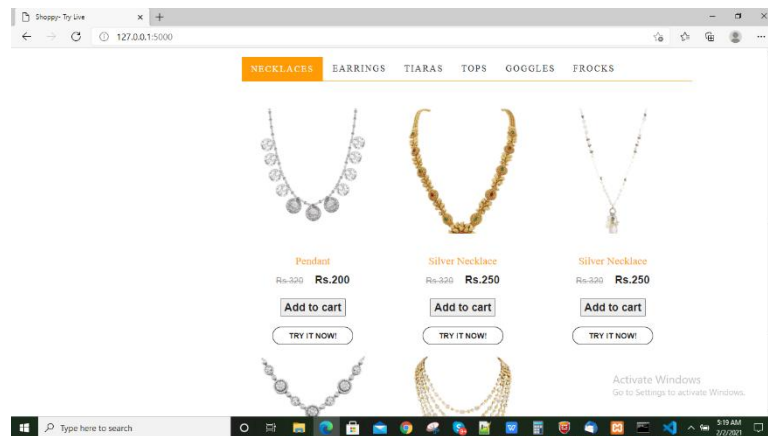 Shoppy- Try Live
127.0.0.1:5000
NECKLACES EARRINGS TIARAS TOPS GOGGLES FROCKS
Pendant Silver Necklace Silver Necklace
Rs.320 Rs.200 Rs.320 Rs.250 Rs.320 Rs.250
Add to cart Add to cart Add to cart
TRY IT NOW! TRY IT NOW! TRY IT NOW!
Activate Windows
Go to Settings to activate Windows.
Type here to search
5:19 AM
2/2/2021